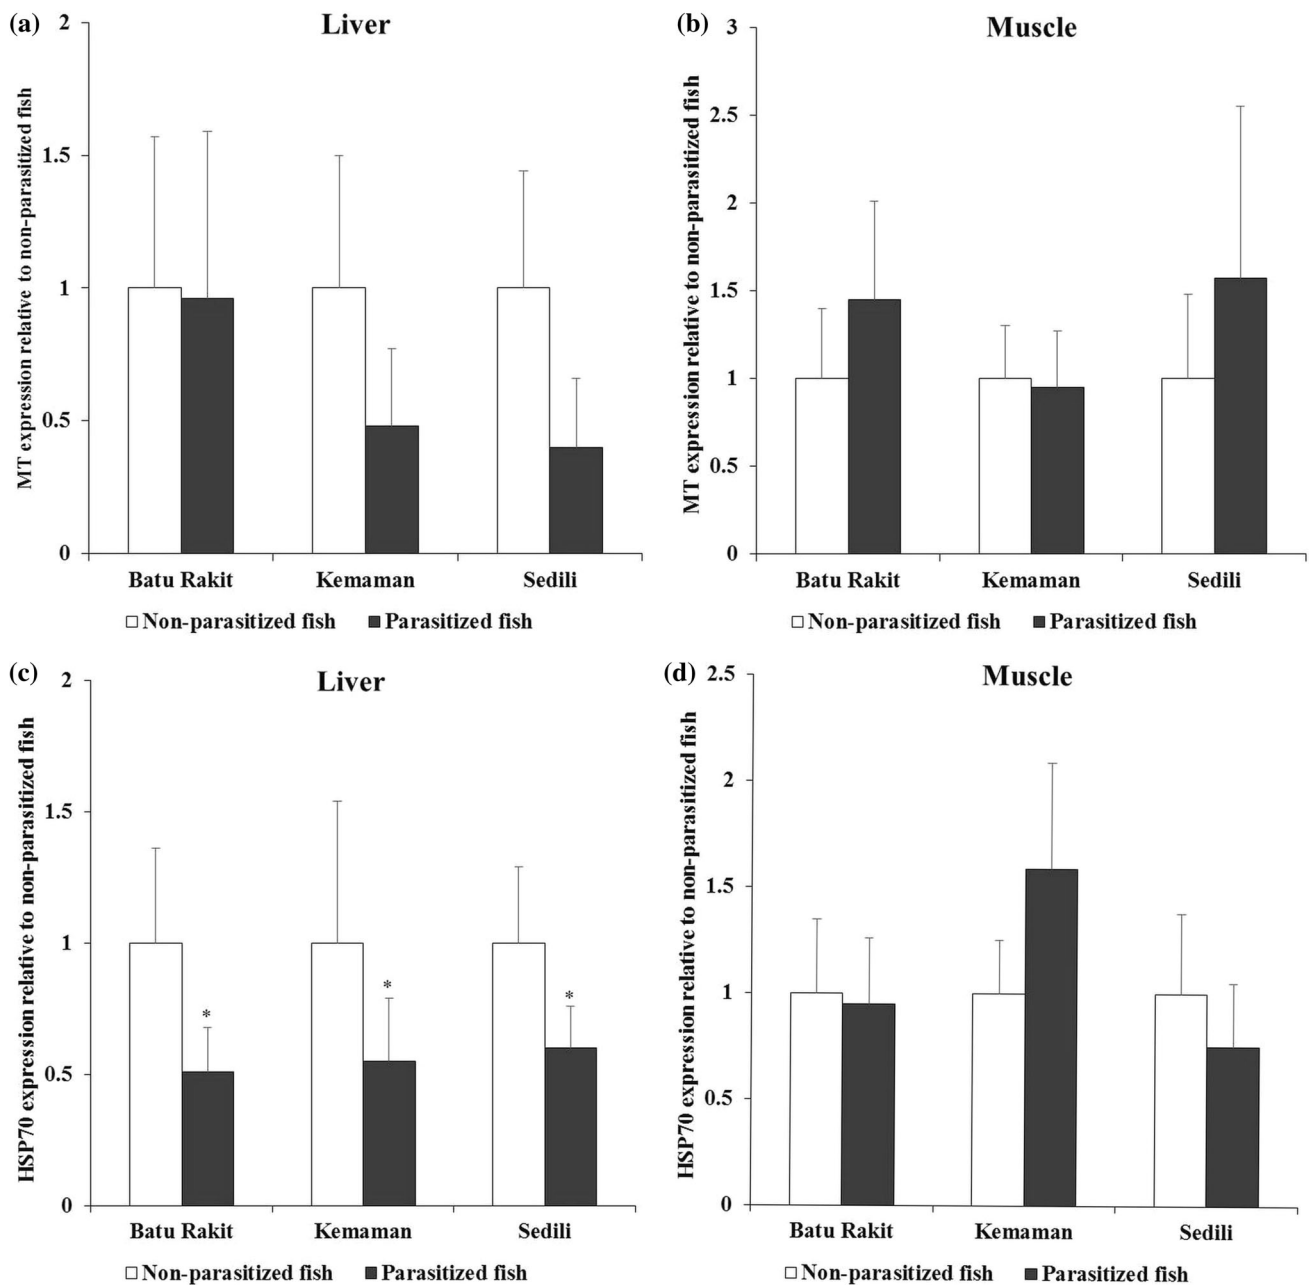 (a)
Liver
MT expression relative to non-parasitized fish
2
1.5
1
0.5
0
Batu Rakit Kemaman Sedili
Non-parasitized fish Parasitized fish
(b)
Muscle
MT expression relative to non-parasitized fish
3
2.5
2
1.5
1
0.5
0
Batu Rakit Kemaman Sedili
Non-parasitized fish Parasitized fish
(c)
Liver
HSP70 expression relative to non-parasitized fish
2
1.5
1
0.5
0
* * *
Batu Rakit Kemaman Sedili
Non-parasitized fish Parasitized fish
(d)
Muscle
HSP70 expression relative to non-parasitized fish
2.5
2
1.5
1
0.5
0
Batu Rakit Kemaman Sedili
Non-parasitized fish Parasitized fish